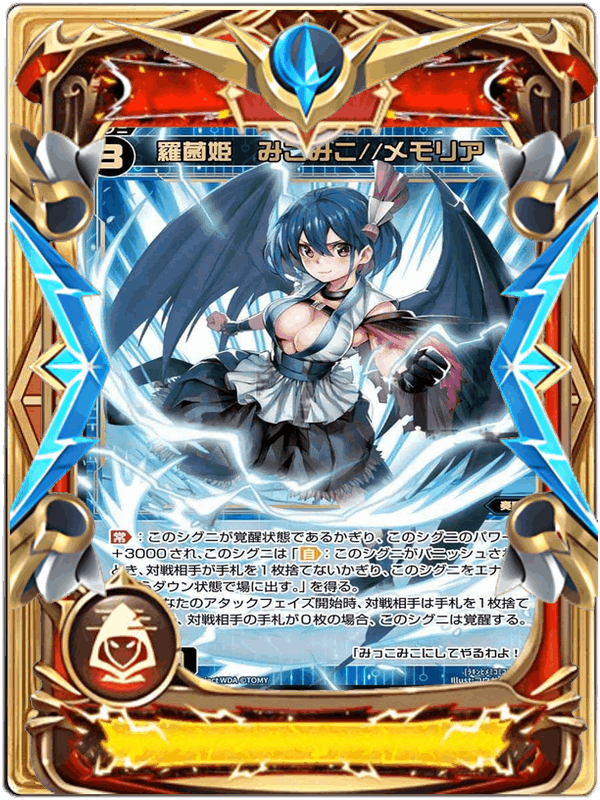 3
羅菌姫 みこみこ//メモリア
常：このシグニが覚醒状態であるかぎり、このシグニのパワー
＋3000され、このシグニは「自：このシグニがバニッシュさ
とき、対戦相手が手札を1枚捨てないかぎり、このシグニをエナ
らダウン状態で場に出す。」を得る。
なたのアタックフェイズ開始時、対戦相手は手札を1枚捨て
、対戦相手の手札が0枚の場合、このシグニは覚醒する。
「みっこみこにしてやるわよ！
ject WDA ©TOMY
Illust:コウ